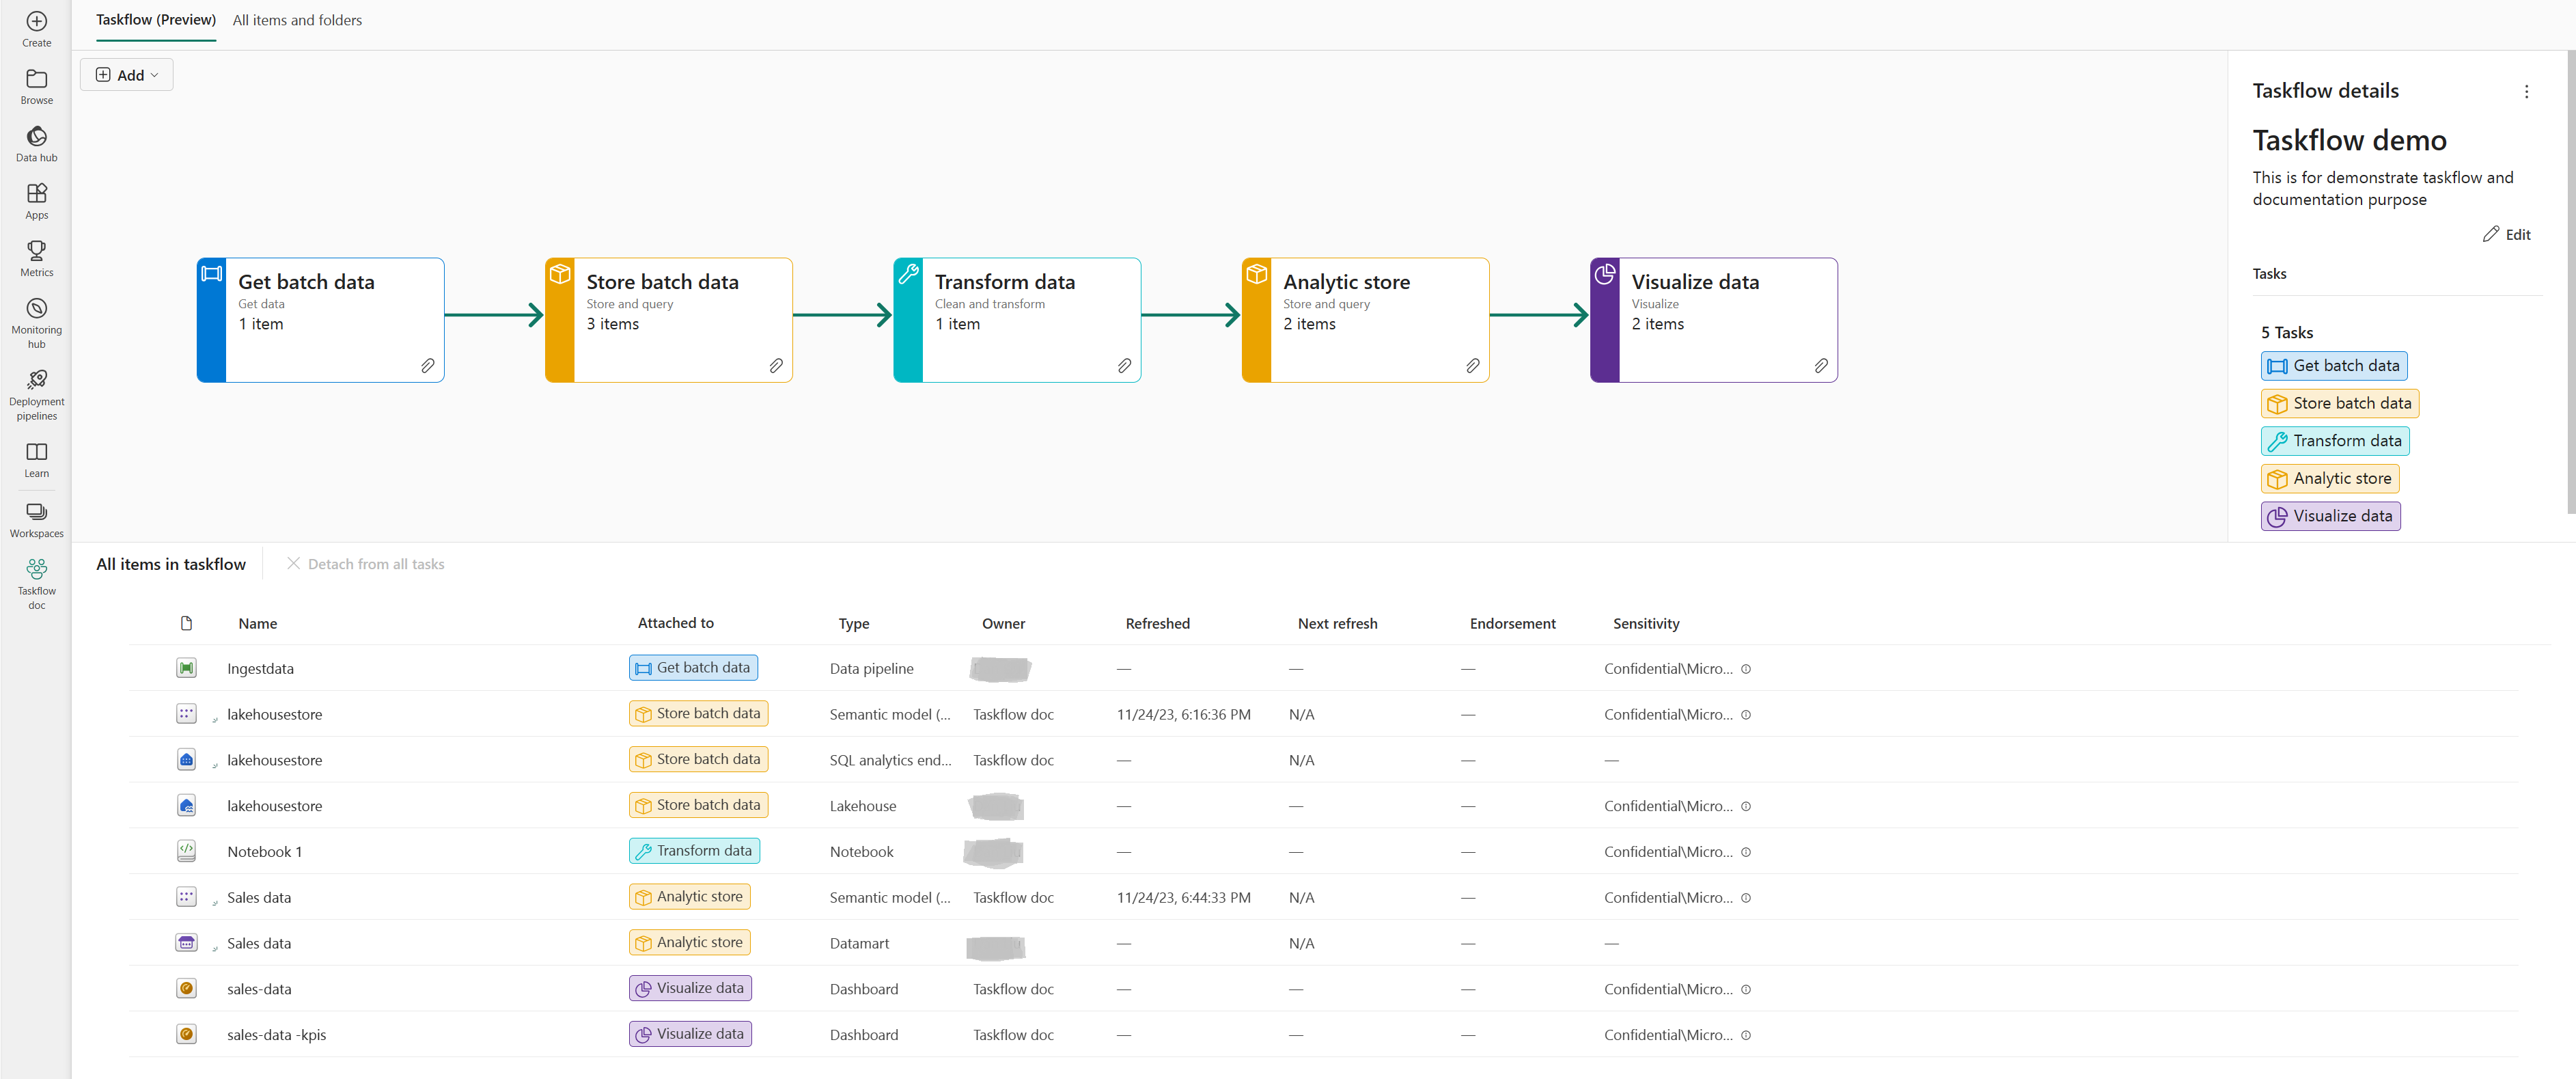 Create
Browse
Data hub
Apps
Metrics
Monitoring
hub
Deployment
pipelines
Learn
Workspaces
Taskflow
doc
Taskflow (Preview) All items and folders
Add
Get batch data
Get data
1 item
Store batch data
Store and query
3 items
Transform data
Clean and transform
1 item
Analytic store
Store and query
2 items
Visualize data
Visualize
2 items
Taskflow details
Taskflow demo
This is for demonstrate taskflow and
documentation purpose
Edit
Tasks
5 Tasks
Get batch data
Store batch data
Transform data
Analytic store
Visualize data
All items in taskflow Detach from all tasks
Name Attached to Type Owner Refreshed Next refresh Endorsement Sensitivity
Ingestdata Get batch data Data pipeline — — — Confidential\Micro...
lakehousestore Store batch data Semantic model (... Taskflow doc 11/24/23, 6:16:36 PM N/A — Confidential\Micro...
lakehousestore Store batch data SQL analytics end... Taskflow doc — N/A — —
lakehousestore Store batch data Lakehouse — — — Confidential\Micro...
Notebook 1 Transform data Notebook — — — Confidential\Micro...
Sales data Analytic store Semantic model (... Taskflow doc 11/24/23, 6:44:33 PM N/A — Confidential\Micro...
Sales data Analytic store Datamart — N/A — —
sales-data Visualize data Dashboard Taskflow doc — — — Confidential\Micro...
sales-data -kpis Visualize data Dashboard Taskflow doc — — — Confidential\Micro...